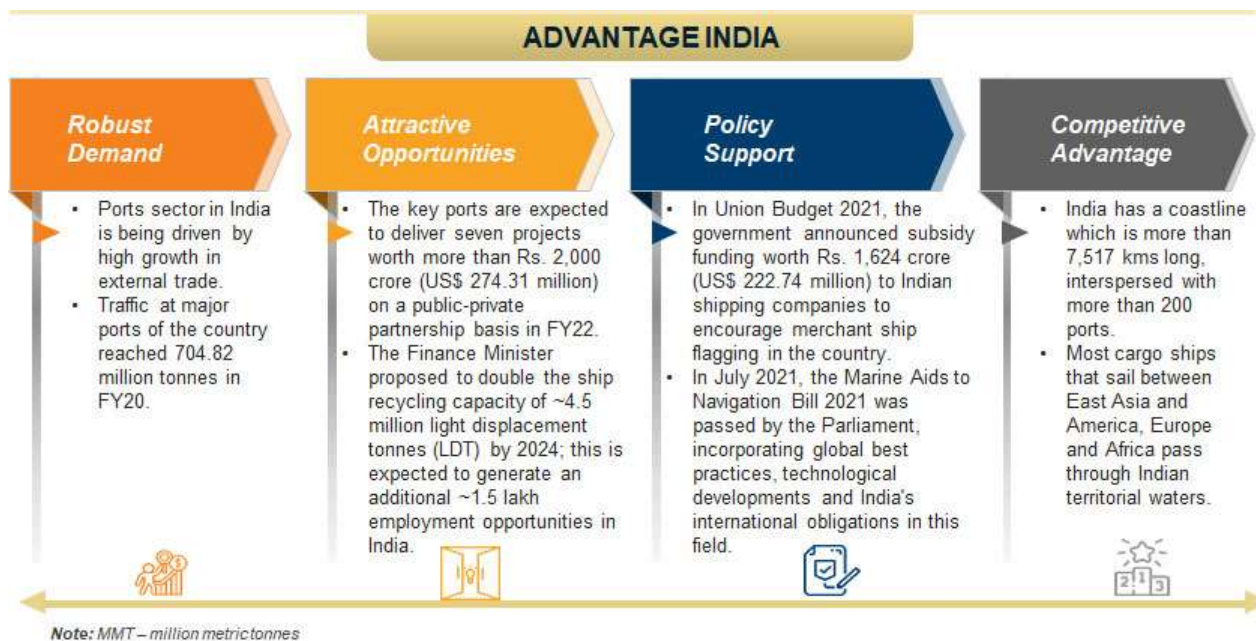 ADVANTAGE INDIA
Robust
Demand
• Ports sector in India
is being driven by
high growth in
external trade.
• Traffic at major
ports of the country
reached 704.82
million tonnes in
FY20.
Attractive
Opportunities
• The key ports are expected
to deliver seven projects
worth more than Rs. 2,000
crore (US$ 274.31 million)
on a public-private
partnership basis in FY22.
• The Finance Minister
proposed to double the ship
recycling capacity of ~4.5
million light displacement
tonnes (LDT) by 2024; this is
expected to generate an
additional ~1.5 lakh
employment opportunities in
India.
Policy
Support
• In Union Budget 2021, the
government announced subsidy
funding worth Rs. 1,624 crore
(US$ 222.74 million) to Indian
shipping companies to
encourage merchant ship
flagging in the country.
• In July 2021, the Marine Aids to
Navigation Bill 2021 was
passed by the Parliament,
incorporating global best
practices, technological
developments and India's
international obligations in this
field.
Competitive
Advantage
• India has a coastline
which is more than
7,517 kms long,
interspersed with
more than 200
ports.
• Most cargo ships
that sail between
East Asia and
America, Europe
and Africa pass
through Indian
territorial waters.
$
2 1 3
Note: MMT – million metric tonnes